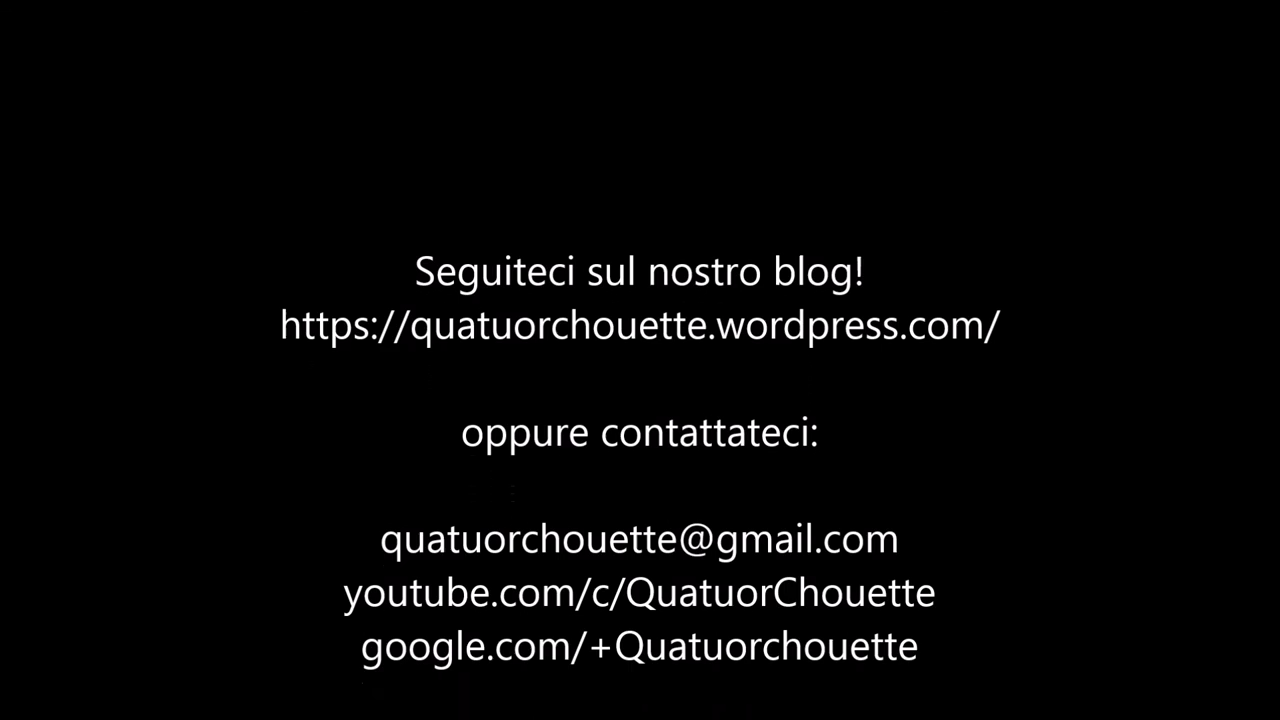 Seguiteci sul nostro blog!
https://quatuorchouette.wordpress.com/
oppure contattateci:
quatuorchouette@gmail.com
youtube.com/c/QuatuorChouette
google.com/+Quatuorchouette